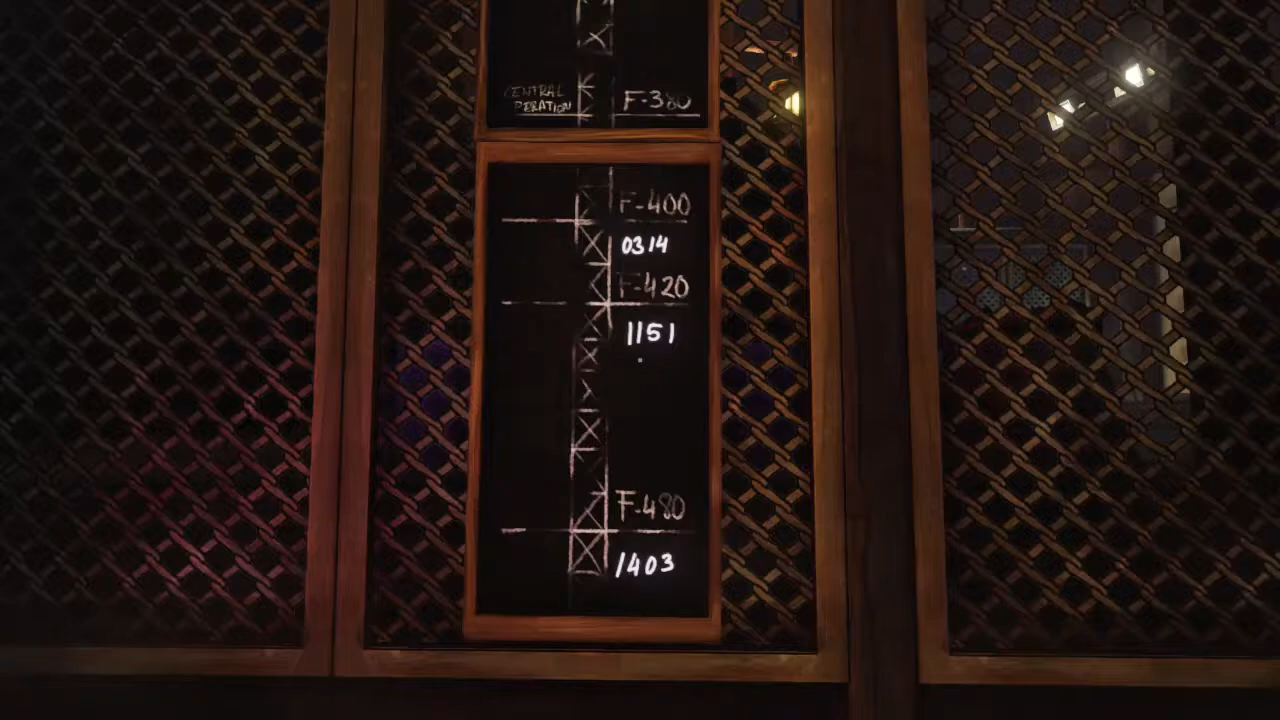 CENTRAL
OPERATION
F-380
F-400
0314
F-420
1151
F-480
1403